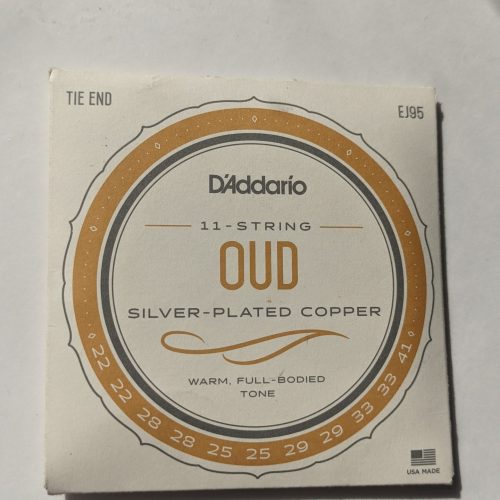 TIE END
EJ95
D'Addario
11-STRING
OUD
SILVER-PLATED COPPER
WARM, FULL-BODIED
TONE
22 22 28 28 25 25 29 29 33 33 41
USA MADE